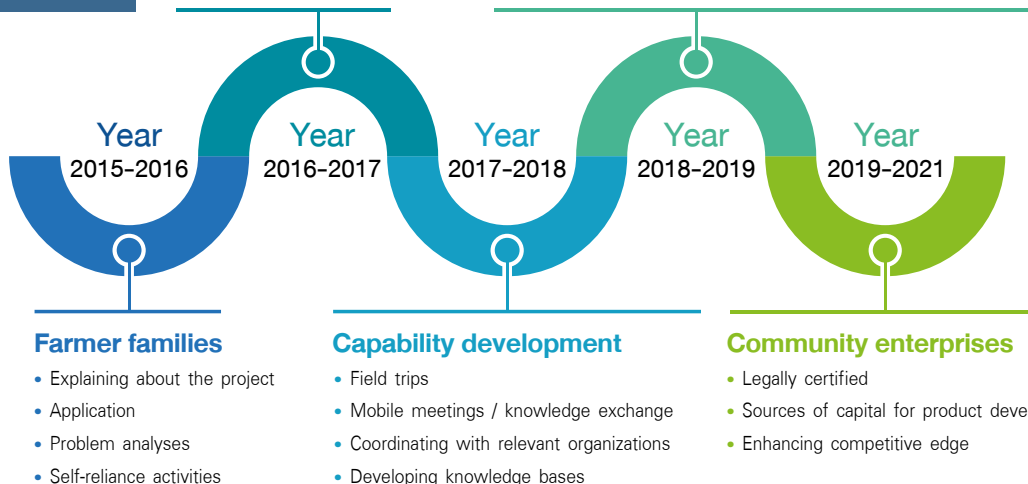 Year
2015-2016
Year
2016-2017
Year
2017-2018
Year
2018-2019
Year
2019-2021
Farmer families
• Explaining about the project
• Application
• Problem analyses
• Self-reliance activities
Capability development
• Field trips
• Mobile meetings / knowledge exchange
• Coordinating with relevant organizations
• Developing knowledge bases
Community enterprises
• Legally certified
• Sources of capital for product deve
• Enhancing competitive edge